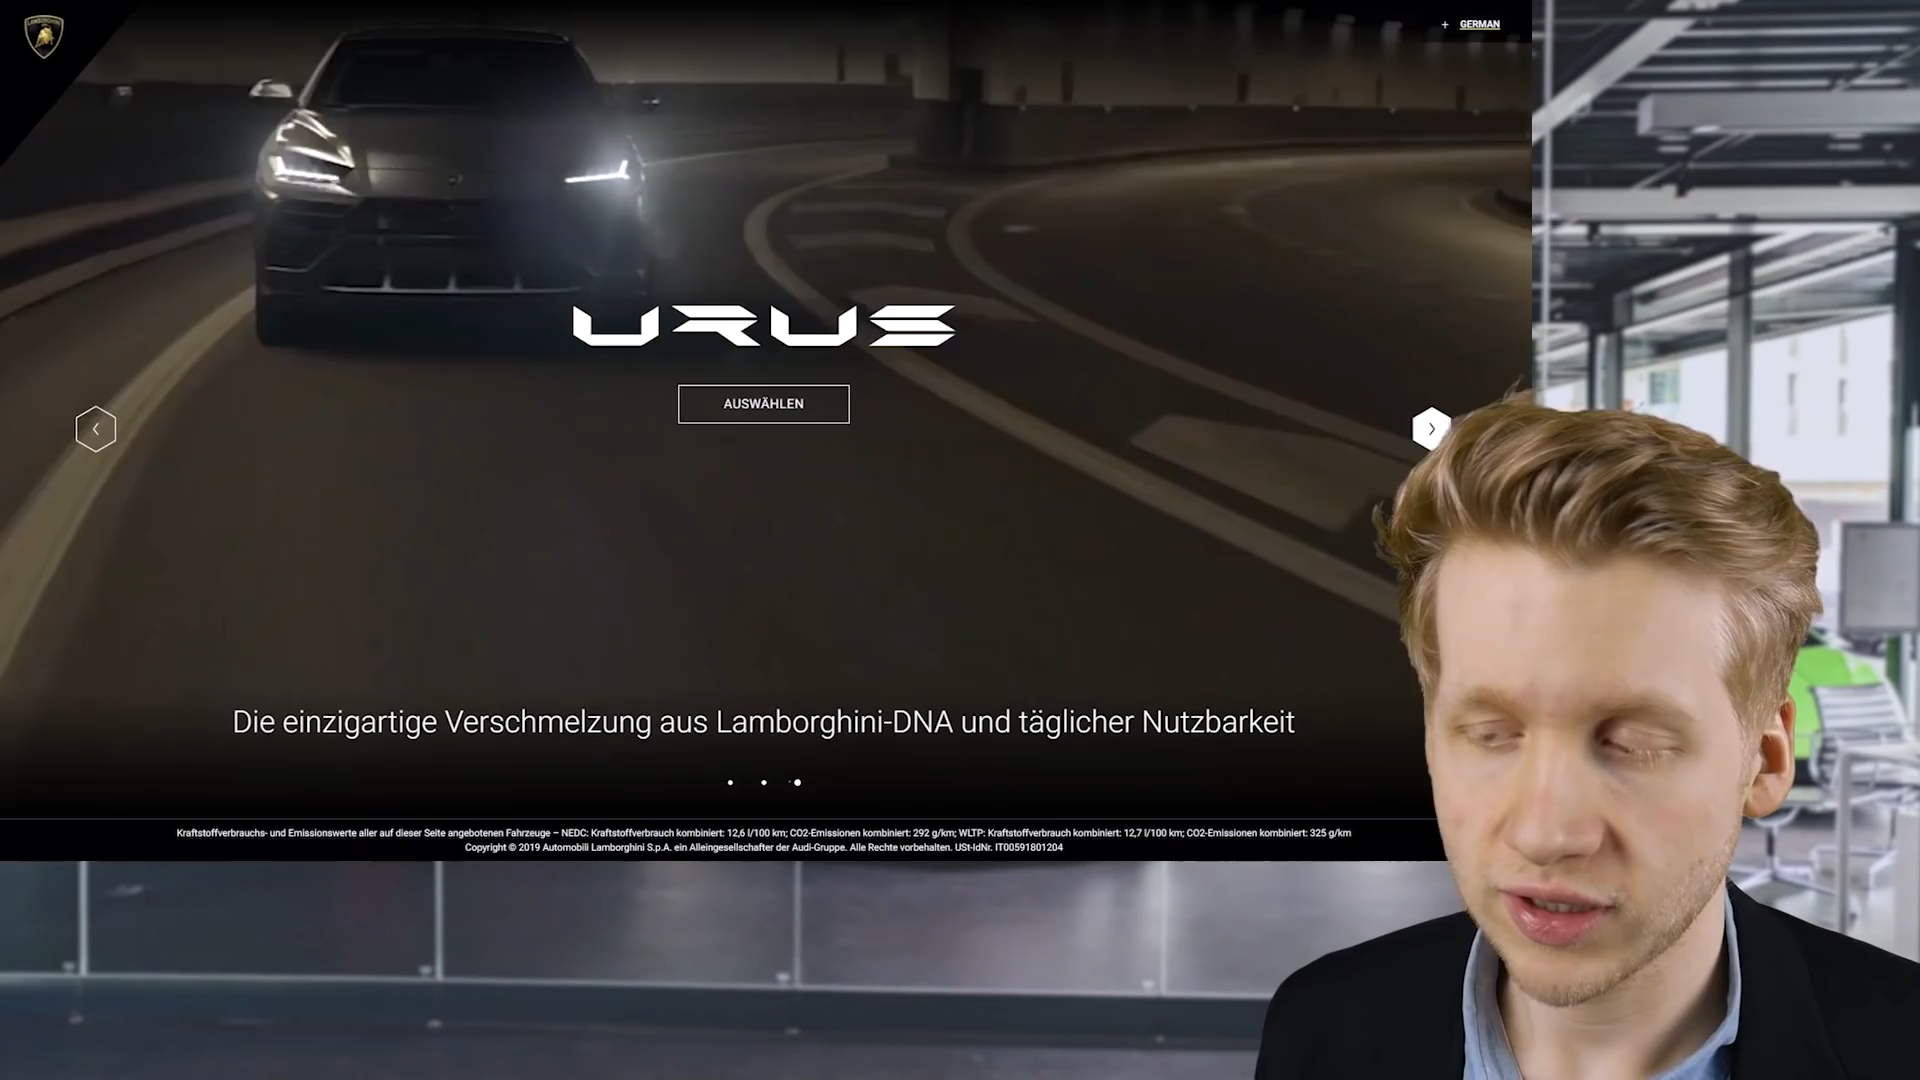 LAMBORGHINI
+ GERMAN
URUS
AUSWÄHLEN
Die einzigartige Verschmelzung aus Lamborghini-DNA und täglicher Nutzbarkeit
Kraftstoffverbrauchs- und Emissionswerte aller auf dieser Seite angebotenen Fahrzeuge – NEDC: Kraftstoffverbrauch kombiniert: 12,6 l/100 km; CO2-Emissionen kombiniert: 292 g/km; WLTP: Kraftstoffverbrauch kombiniert: 12,7 l/100 km; CO2-Emissionen kombiniert: 325 g/km
Copyright © 2019 Automobili Lamborghini S.p.A. ein Alleingesellschafter der Audi-Gruppe. Alle Rechte vorbehalten. USt-IdNr. IT00591801204